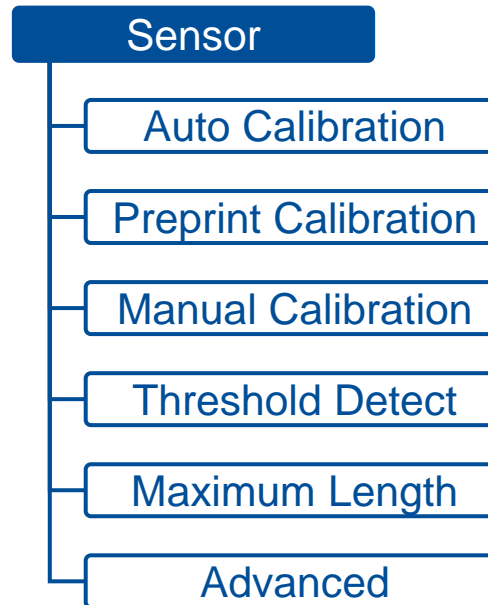 Sensor
Auto Calibration
Preprint Calibration
Manual Calibration
Threshold Detect
Maximum Length
Advanced